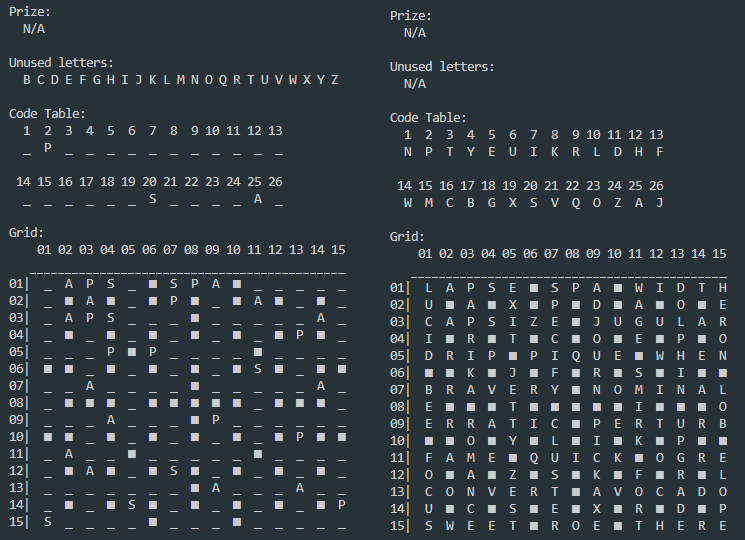 Prize:
N/A
Unused letters:
B C D E F G H I J K L M N O Q R T U V W X Y Z
Code Table:
1 2 3 4 5 6 7 8 9 10 11 12 13
_ P _ _ _ _ _ _ _ _ _ _ _
14 15 16 17 18 19 20 21 22 23 24 25 26
_ _ _ _ _ _ S _ _ _ _ A _
Grid:
01 02 03 04 05 06 07 08 09 10 11 12 13 14 15
01| _ A P S _ ■ S P A ■ _ _ _ _ _
02| _ ■ A ■ _ ■ P ■ _ ■ A ■ _ ■ _
03| _ A P S _ _ _ ■ _ _ _ _ _ A _
04| _ ■ _ ■ _ ■ _ ■ _ ■ _ ■ P ■ _
05| _ _ _ P ■ P _ _ _ _ ■ _ _ _ _
06| ■ ■ _ ■ _ ■ _ ■ _ ■ S ■ _ ■ ■
07| _ _ A _ _ _ _ ■ _ _ _ _ _ A _
08| _ ■ ■ ■ _ ■ ■ ■ ■ ■ _ ■ ■ ■ _
09| _ _ _ A _ _ _ ■ P _ _ _ _ _ _
10| ■ ■ _ ■ _ ■ _ ■ _ ■ _ ■ P ■ ■
11| _ A _ _ ■ _ _ _ _ _ ■ _ _ _ _
12| _ ■ A ■ _ ■ S ■ _ ■ _ ■ _ ■ _
13| _ _ _ _ _ _ _ ■ A _ _ _ A _ _
14| _ ■ _ ■ S ■ _ ■ _ ■ _ ■ _ ■ P
15| S _ _ _ _ ■ _ _ _ ■ _ _ _ _ _
Prize:
N/A
Unused letters:
N/A
Code Table:
1 2 3 4 5 6 7 8 9 10 11 12 13
N P T Y E U I K R L D H F
14 15 16 17 18 19 20 21 22 23 24 25 26
W M C B G X S V Q O Z A J
Grid:
01 02 03 04 05 06 07 08 09 10 11 12 13 14 15
01| L A P S E ■ S P A ■ W I D T H
02| U ■ A ■ X ■ P ■ D ■ A ■ O ■ E
03| C A P S I Z E ■ J U G U L A R
04| I ■ R ■ T ■ C ■ O ■ E ■ P ■ O
05| D R I P ■ P I Q U E ■ W H E N
06| ■ ■ K ■ J ■ F ■ R ■ S ■ I ■ ■
07| B R A V E R Y ■ N O M I N A L
08| E ■ ■ ■ T ■ ■ ■ ■ ■ I ■ ■ ■ O
09| E R R A T I C ■ P E R T U R B
10| ■ ■ O ■ Y ■ L ■ I ■ K ■ P ■ ■
11| F A M E ■ Q U I C K ■ O G R E
12| O ■ A ■ Z ■ S ■ K ■ F ■ R ■ L
13| C O N V E R T ■ A V O C A D O
14| U ■ C ■ S ■ E ■ X ■ R ■ D ■ P
15| S W E E T ■ R O E ■ T H E R E